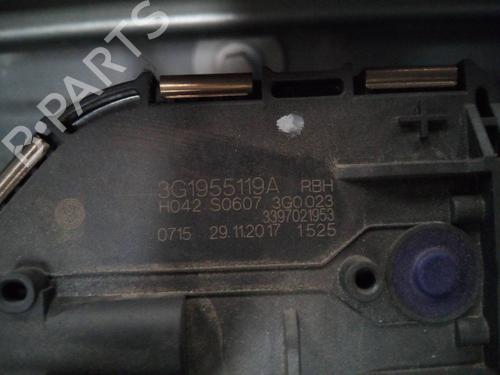 B-PARTS
3G1955119A RBH
H042 S0607 3G0.023
3397021953
0715 29.11.2017 1525